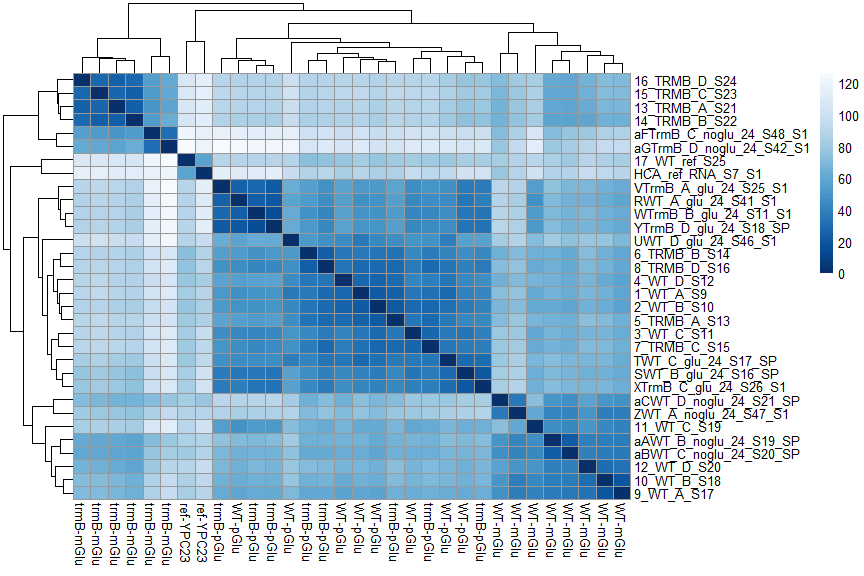 120
100
80
60
40
20
0
16_TRMB_D_S24
15_TRMB_C_S23
13_TRMB_A_S21
14_TRMB_B_S22
aFTrmB_C_noglu_24_S48_S1
aGTrmB_D_noglu_24_S42_S1
17_WT_ref_S25
HCA_ref_RNA_S7_S1
VTrmB_A_glu_24_S25_S1
RWT_A_glu_24_S41_S1
WTrmB_B_glu_24_S11_S1
YTrmB_D_glu_24_S18_SP
UWT_D_glu_24_S46_S1
6_TRMB_B_S14
8_TRMB_D_S16
4_WT_D_S12
1_WT_A_S9
2_WT_B_S10
5_TRMB_A_S13
3_WT_C_S11
7_TRMB_C_S15
TWT_C_glu_24_S17_SP
SWT_B_glu_24_S16_SP
XTrmB_C_glu_24_S26_S1
aCWT_D_noglu_24_S21_SP
ZWT_A_noglu_24_S47_S1
11_WT_C_S19
aAWT_B_noglu_24_S19_SP
aBWT_C_noglu_24_S20_SP
12_WT_D_S20
10_WT_B_S18
9_WT_A_S17
trmB-mGlu
trmB-mGlu
trmB-mGlu
trmB-mGlu
trmB-mGlu
trmB-mGlu
ref-YPC23
ref-YPC23
trmB-pGlu
WT-pGlu
trmB-pGlu
trmB-pGlu
WT-pGlu
trmB-pGlu
trmB-pGlu
WT-pGlu
WT-pGlu
WT-pGlu
trmB-pGlu
WT-pGlu
trmB-pGlu
WT-pGlu
WT-pGlu
trmB-pGlu
WT-mGlu
WT-mGlu
WT-mGlu
WT-mGlu
WT-mGlu
WT-mGlu
WT-mGlu
WT-mGlu